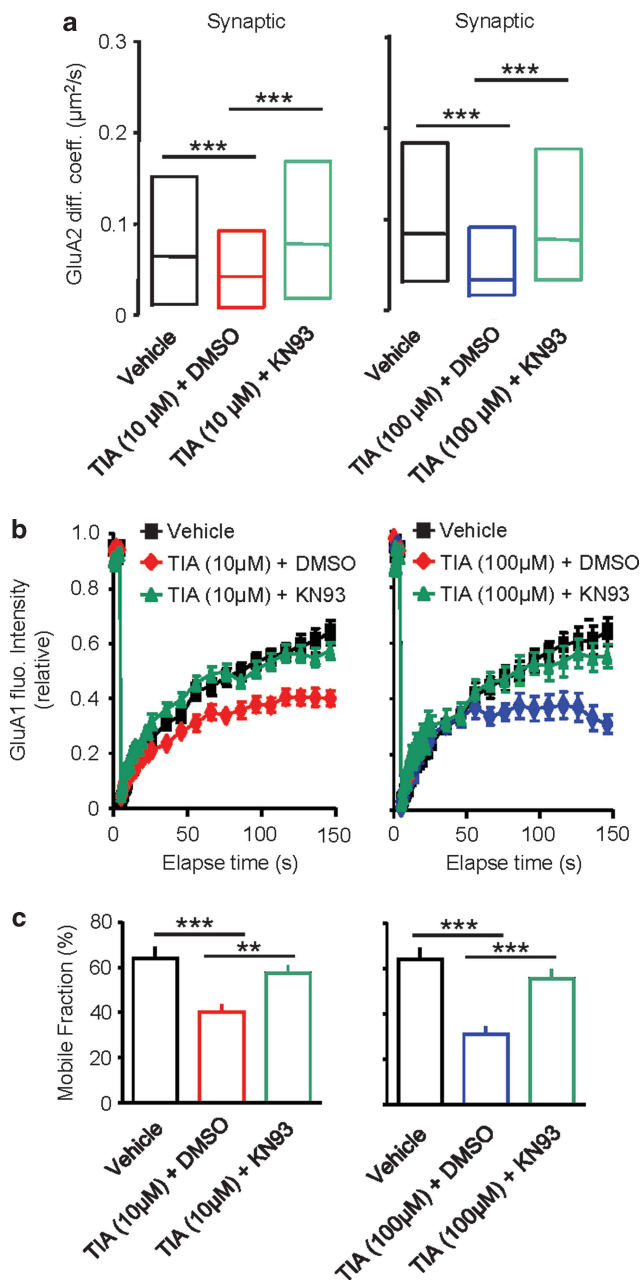 a
Synaptic
Synaptic
GluA2 diff. coeff. (µm²/s)
0.3
0.2
0.1
0
***
***
***
***
Vehicle
TIA (10 µM) + DMSO
TIA (10 µM) + KN93
Vehicle
TIA (100 µM) + DMSO
TIA (100 µM) + KN93
b
GluA1 fluo. Intensity
(relative)
1.0
0.8
0.6
0.4
0.2
0
Vehicle
TIA (10µM) + DMSO
TIA (10µM) + KN93
0 50 100 150
Elapse time (s)
Vehicle
TIA (100µM) + DMSO
TIA (100µM) + KN93
0 50 100 150
Elapse time (s)
c
Mobile Fraction (%)
80
60
40
20
0
***
**
***
***
Vehicle
TIA (10µM) + DMSO
TIA (10µM) + KN93
Vehicle
TIA (100µM) + DMSO
TIA (100µM) + KN93